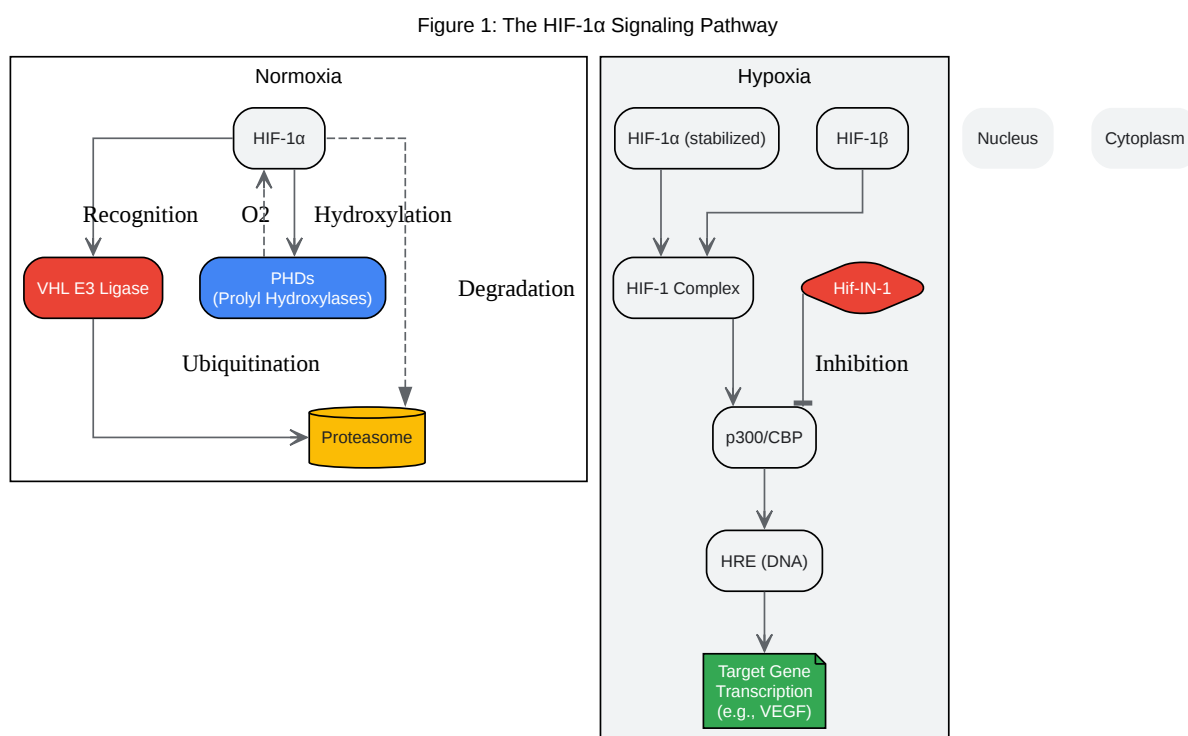 Figure 1: The HIF-1α Signaling Pathway
Normoxia
HIF-1α
Recognition
O2
Hydroxylation
VHL E3 Ligase
PHDs
(Prolyl Hydroxylases)
Degradation
Ubiquitination
Proteasome
Hypoxia
HIF-1α (stabilized)
HIF-1β
HIF-1 Complex
Hif-IN-1
Inhibition
p300/CBP
HRE (DNA)
Target Gene
Transcription
(e.g., VEGF)
Nucleus
Cytoplasm